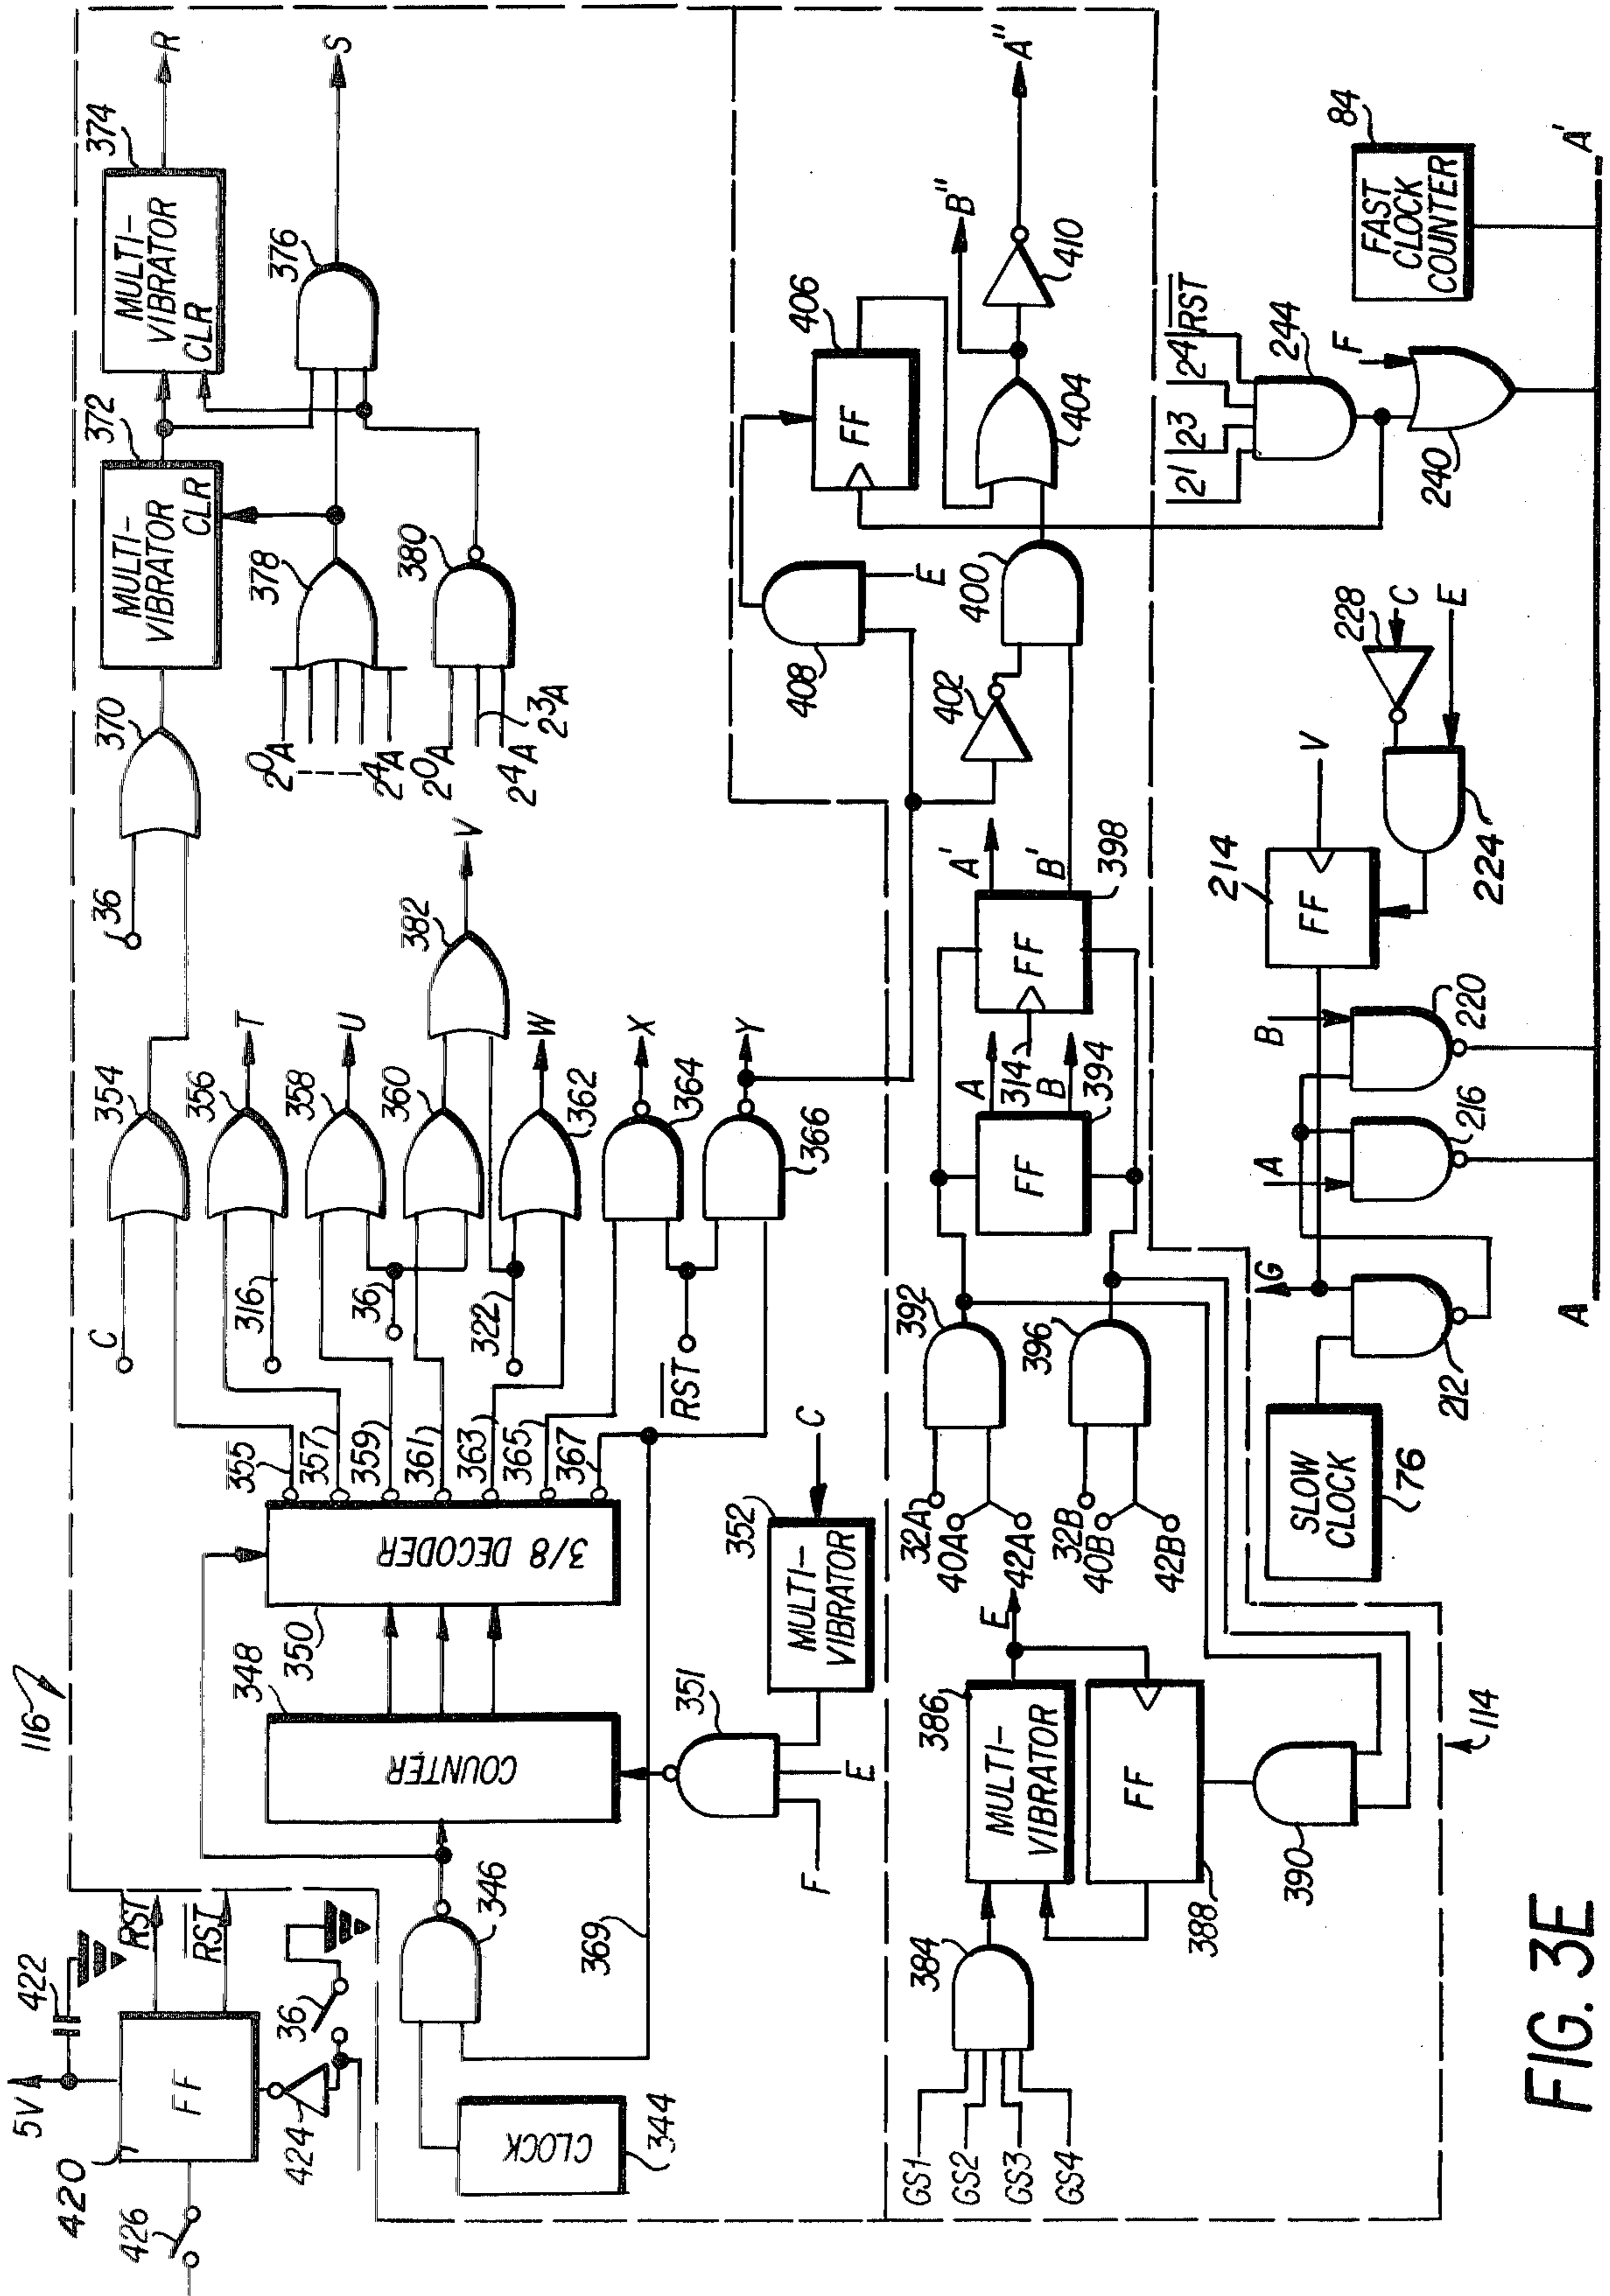 116
5V
422
RST
RST
420
FF
426
424
36
CLOCK
344
346
369
COUNTER
348
3/8 DECODER
350
351
F
E
MULTI-
VIBRATOR
352
C
355
357
359
361
363
365
367
C
316
36
322
RST
354
356
358
360
362
364
366
T
U
W
X
Y
382
V
36
370
MULTI-
VIBRATOR
CLR
372
MULTI-
VIBRATOR
CLR
374
R
376
S
378
380
2⁰A
2⁴A
2⁰A
2³A
2⁴A
GS1
GS2
GS3
GS4
384
MULTI-
VIBRATOR
386
E
FF
388
390
114
32A
40A
42A
32B
40B
42B
392
396
FF
394
A
B
314
FF
398
A'
B'
402
400
408
E
FF
406
404
B"
410
A"
SLOW
CLOCK
76
212
G
A
216
B
220
FF
214
V
224
228
C
E
21
23
24
RST
244
F
240
FAST
CLOCK
COUNTER
84
A
A'
FIG. 3E